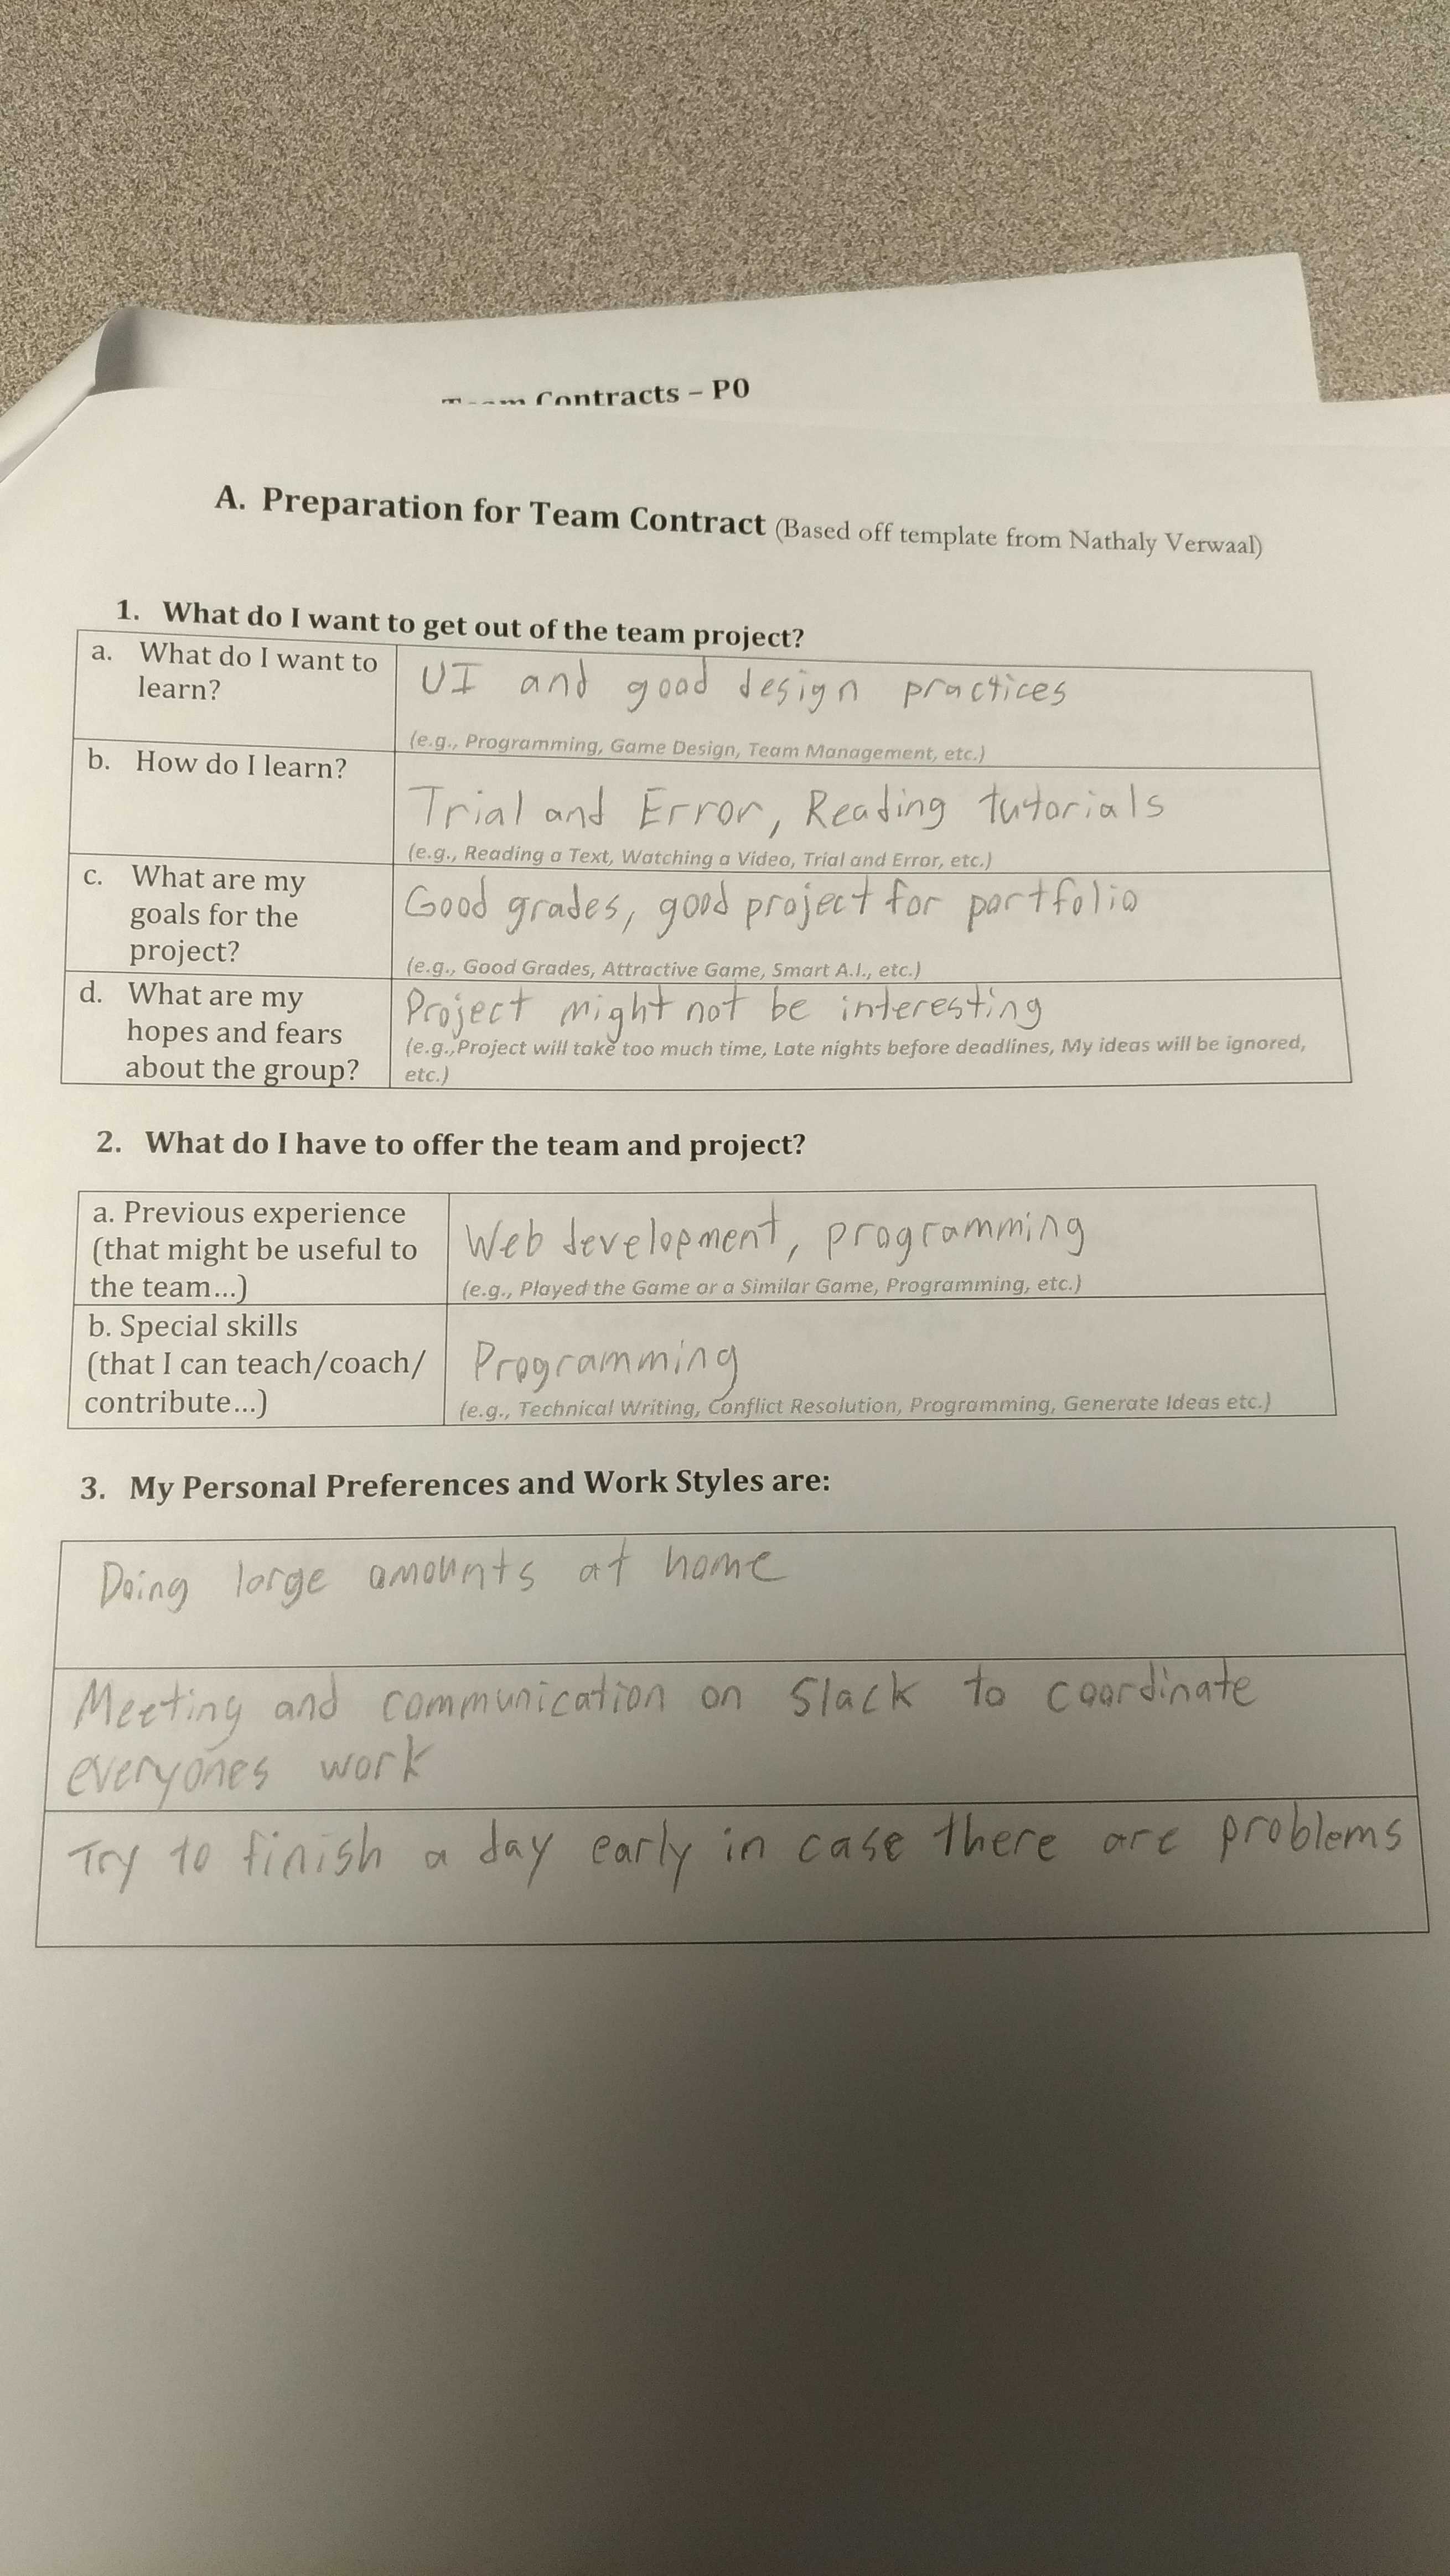 Contracts – P0
A. Preparation for Team Contract (Based off template from Nathaly Verwaal)
1. What do I want to get out of the team project?
a. What do I want to
learn?
UI and good design practices
(e.g., Programming, Game Design, Team Management, etc.)
b. How do I learn?
Trial and Error, Reading tutorials
(e.g., Reading a Text, Watching a Video, Trial and Error, etc.)
c. What are my
goals for the
project?
Good grades, good project for portfolio
(e.g., Good Grades, Attractive Game, Smart A.I., etc.)
d. What are my
hopes and fears
about the group?
Project might not be interesting
(e.g.,Project will take too much time, Late nights before deadlines, My ideas will be ignored,
etc.)
2. What do I have to offer the team and project?
a. Previous experience
(that might be useful to
the team...)
Web development, programming
(e.g., Played the Game or a Similar Game, Programming, etc.)
b. Special skills
(that I can teach/coach/
contribute...)
Programming
(e.g., Technical Writing, Conflict Resolution, Programming, Generate Ideas etc.)
3. My Personal Preferences and Work Styles are:
Doing large amounts at home
Meeting and communication on Slack to coordinate
everyones work
Try to finish a day early in case there are problems